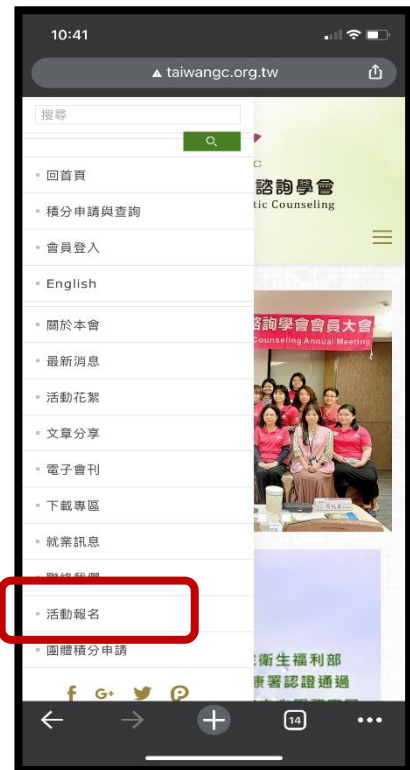 10:41
taiwangc.org.tw
搜尋
回首頁
積分申請與查詢
會員登入
English
關於本會
最新消息
活動花絮
文章分享
電子會刊
下載專區
就業訊息
聯絡我們
活動報名
團體積分申請
C
諮詢學會
tic Counseling
諮詢學會會員大會
Counseling Annual Meeting
衛生福利部
康署認證通過
14